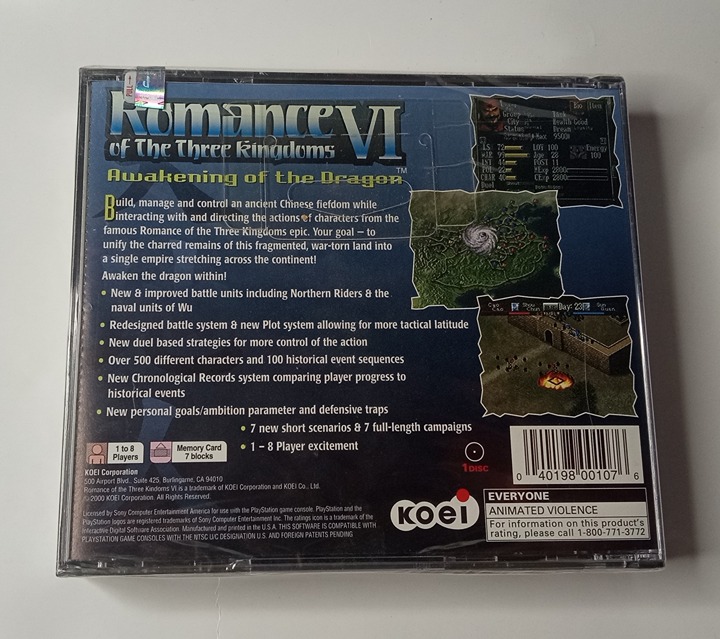 PULL
Romance VI
of The Three Kingdoms
TM
Awakening of the Dragon
Build, manage and control an ancient Chinese fiefdom while
interacting with and directing the actions of characters from the
famous Romance of the Three Kingdoms epic. Your goal – to
unify the charred remains of this fragmented, war-torn land into
a single empire stretching across the continent!
Awaken the dragon within!
• New & improved battle units including Northern Riders & the
naval units of Wu
• Redesigned battle system & new Plot system allowing for more tactical latitude
• New duel based strategies for more control of the action
• Over 500 different characters and 100 historical event sequences
• New Chronological Records system comparing player progress to
historical events
• New personal goals/ambition parameter and defensive traps
• 7 new short scenarios & 7 full-length campaigns
• 1 – 8 Player excitement
Day: 23
1 to 8
Players
Memory Card
7 blocks
1 DISC
0 40198 00107 6
KOEI Corporation
500 Airport Blvd., Suite 425, Burlingame, CA 94010
Romance of the Three Kindoms VI is a trademark of KOEI Corporation and KOEI Co., Ltd.
©2000 KOEI Corporation. All Rights Reserved.
Licensed by Sony Computer Entertainment America for use with the PlayStation game console. PlayStation and the
PlayStation logos are registered trademarks of Sony Computer Entertainment Inc. The ratings icon is a trademark of the
Interactive Digital Software Association. Manufactured and printed in the U.S.A. THIS SOFTWARE IS COMPATIBLE WITH
PLAYSTATION GAME CONSOLES WITH THE NTSC U/C DESIGNATION U.S. AND FOREIGN PATENTS PENDING
KOEI
EVERYONE
ANIMATED VIOLENCE
For information on this product's
rating, please call 1-800-771-3772